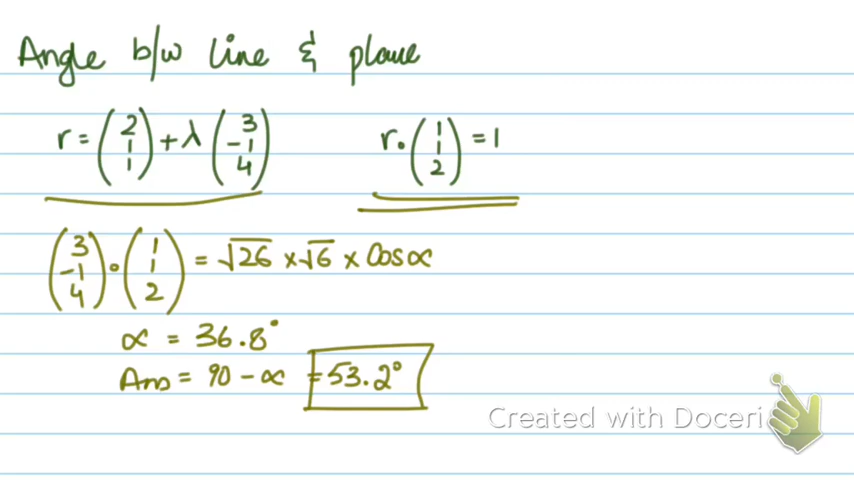 Angle b/w line & plane
r = (2 1 1) + λ (3 -1 4) r. (1 1 2) = 1
(3 -1 4) . (1 1 2) = √26 × √6 × Cos α
α = 36.8°
Ans = 90 - α = 53.2°
Created with Doceri